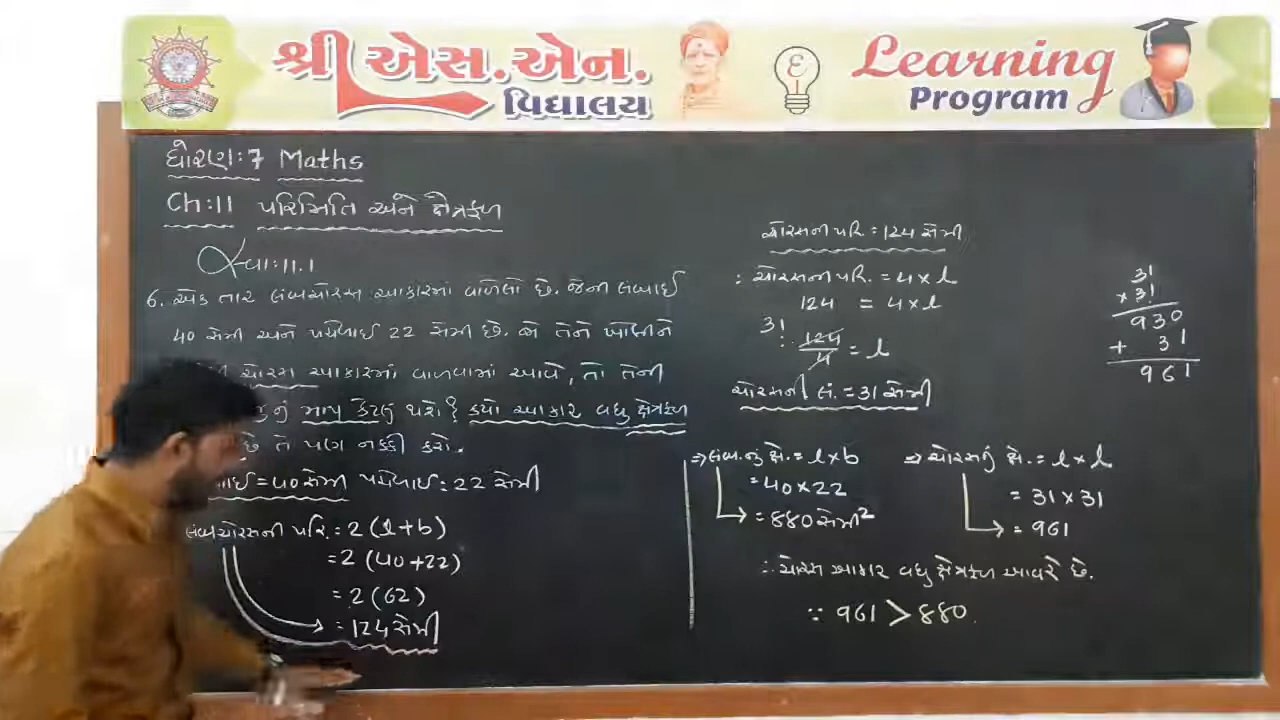 શ્રી એસ.એન.
વિદ્યાલય
Learning
Program
ધોરણ:7 Maths
Ch:11 પરિમિતિ અને ક્ષેત્રફળ
સ્વા:11.1
6. એક તાર લંબચોરસ આકારમાં વાળેલો છે. જેની લંબાઈ
40 સેમી અને પહોળાઈ 22 સેમી છે. જો તેને ખોલીને
ચોરસ આકારમાં વાળવામાં આવે, તો તેની
માપ કેટલું થશે? કયો આકાર વધુ ક્ષેત્રફળ
છે તે પણ નક્કી કરો.
=40સેમી પહોળાઈ:22 સેમી
લંબચોરસની પરિ. = 2(l+b)
= 2(40+22)
= 2(62)
= 124સેમી
ચોરસની પરિ. = 124 સેમી
∴ ચોરસની પરિ. = 4×l
124 = 4×l
31
124/4 = l
ચોરસની લં. = 31 સેમી
⇒ લંબ.નું ક્ષે. = l×b
=40×22
=880સેમી²
⇒ ચોરસનું ક્ષે. = l×l
= 31×31
= 961
∴ ચોરસ આકાર વધુ ક્ષેત્રફળ આવરે છે.
∵ 961 > 880.
31
×31
930
+ 31
961